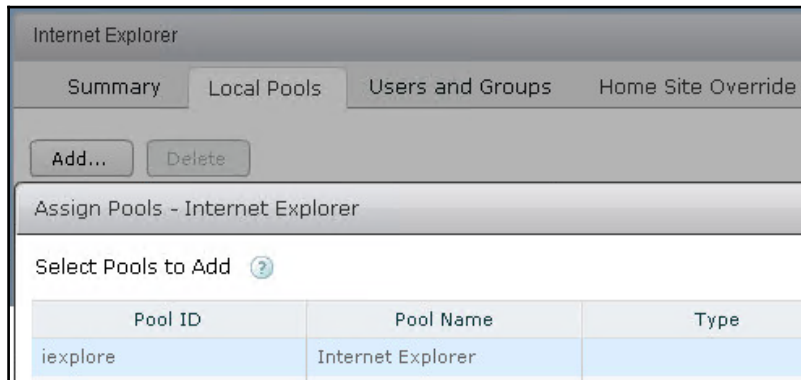 Internet Explorer
Summary Local Pools Users and Groups Home Site Override
Add... Delete
Assign Pools - Internet Explorer
Select Pools to Add ?
Pool ID Pool Name Type
iexplore Internet Explorer